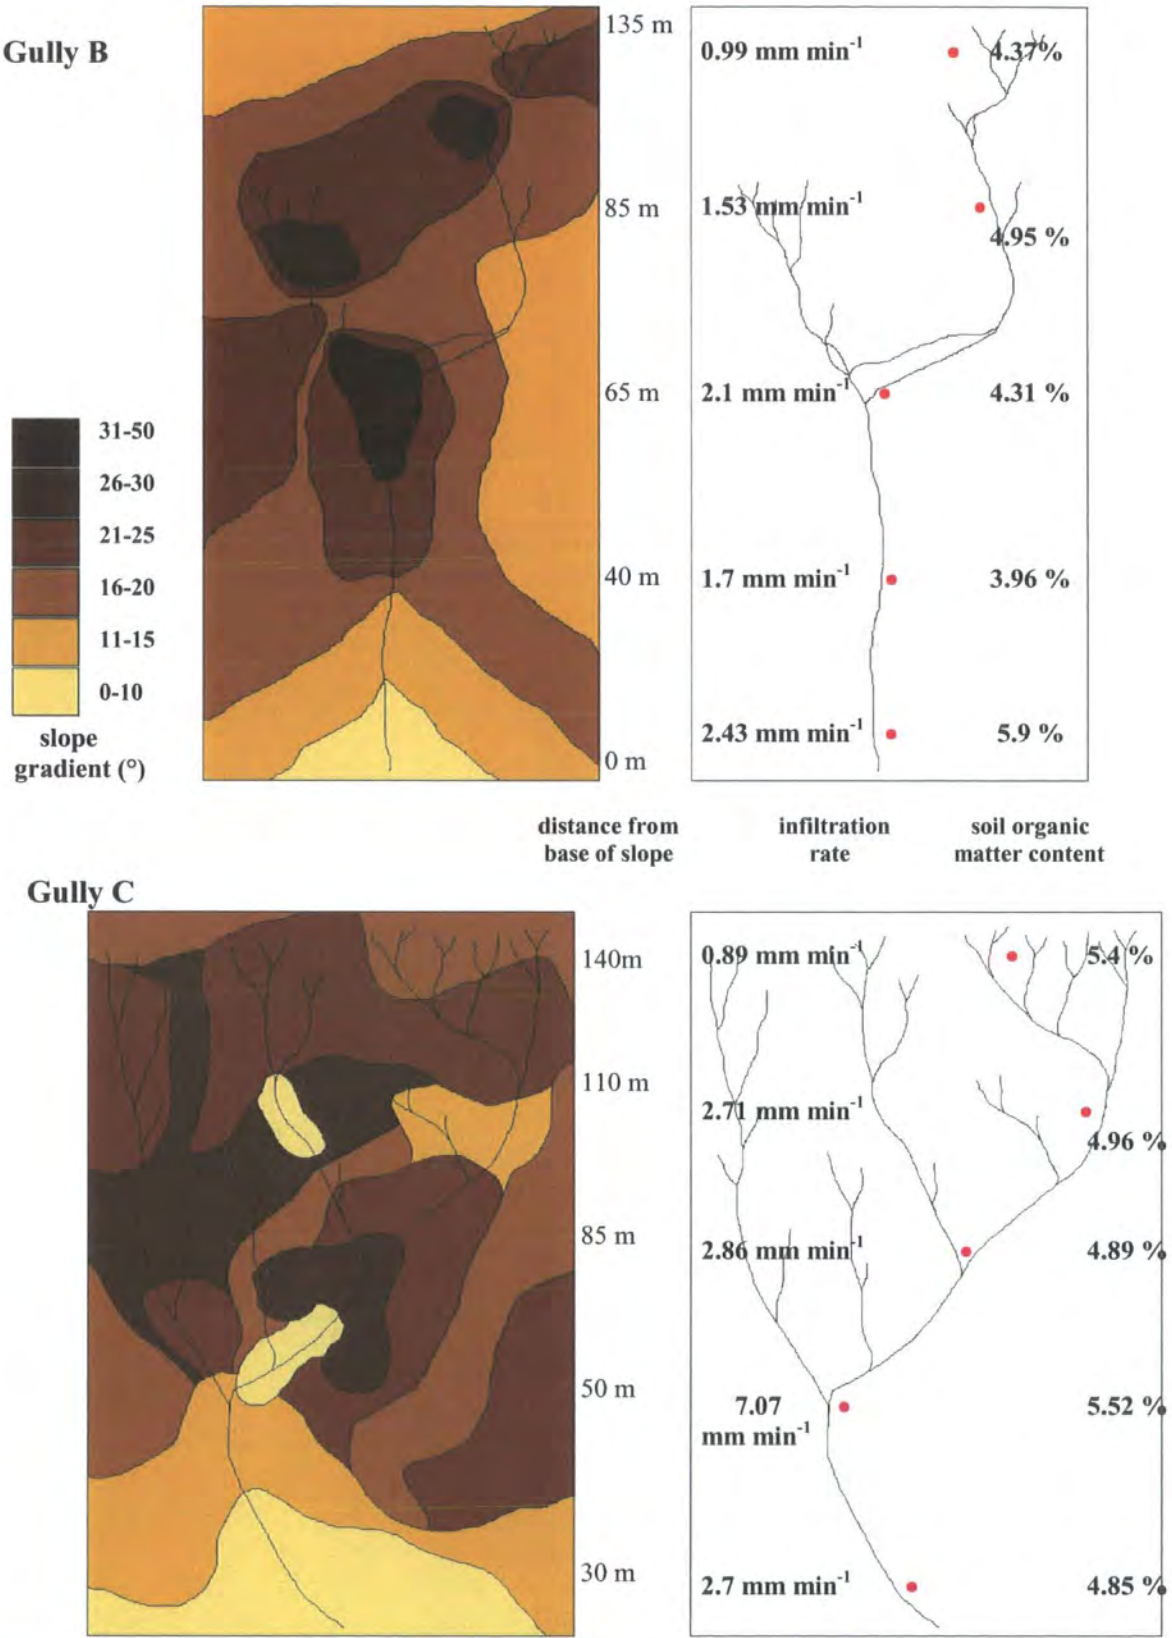 Gully B
135 m
85 m
65 m
40 m
0 m
0.99 mm min⁻¹
4.37%
1.53 mm min⁻¹
4.95 %
2.1 mm min⁻¹
4.31 %
1.7 mm min⁻¹
3.96 %
2.43 mm min⁻¹
5.9 %
31-50
26-30
21-25
16-20
11-15
0-10
slope
gradient (°)
distance from
base of slope
infiltration
rate
soil organic
matter content
Gully C
140m
110 m
85 m
50 m
30 m
0.89 mm min⁻¹
5.4 %
2.71 mm min⁻¹
4.96 %
2.86 mm min⁻¹
4.89 %
7.07
mm min⁻¹
5.52 %
2.7 mm min⁻¹
4.85 %